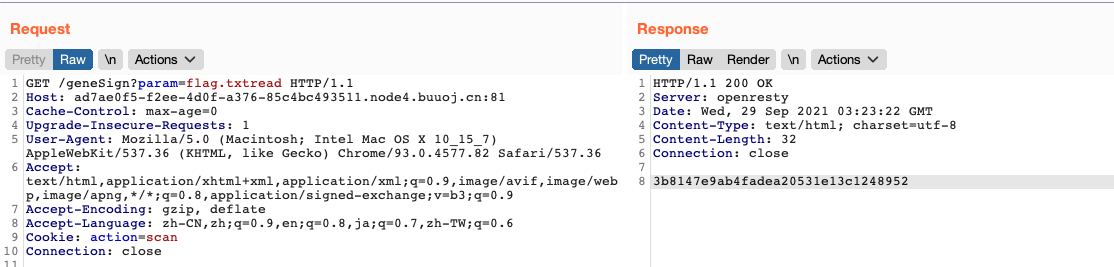 Request
Pretty Raw \n Actions
1 GET /geneSign?param=flag.txtread HTTP/1.1
2 Host: ad7ae0f5-f2ee-4d0f-a376-85c4bc493511.node4.buuoj.cn:81
3 Cache-Control: max-age=0
4 Upgrade-Insecure-Requests: 1
5 User-Agent: Mozilla/5.0 (Macintosh; Intel Mac OS X 10_15_7)
AppleWebKit/537.36 (KHTML, like Gecko) Chrome/93.0.4577.82 Safari/537.36
6 Accept:
text/html,application/xhtml+xml,application/xml;q=0.9,image/avif,image/web
p,image/apng,*/*;q=0.8,application/signed-exchange;v=b3;q=0.9
7 Accept-Encoding: gzip, deflate
8 Accept-Language: zh-CN,zh;q=0.9,en;q=0.8,ja;q=0.7,zh-TW;q=0.6
9 Cookie: action=scan
10 Connection: close
11
Response
Pretty Raw Render \n Actions
1 HTTP/1.1 200 OK
2 Server: openresty
3 Date: Wed, 29 Sep 2021 03:23:22 GMT
4 Content-Type: text/html; charset=utf-8
5 Content-Length: 32
6 Connection: close
7
8 3b8147e9ab4fadea20531e13c1248952